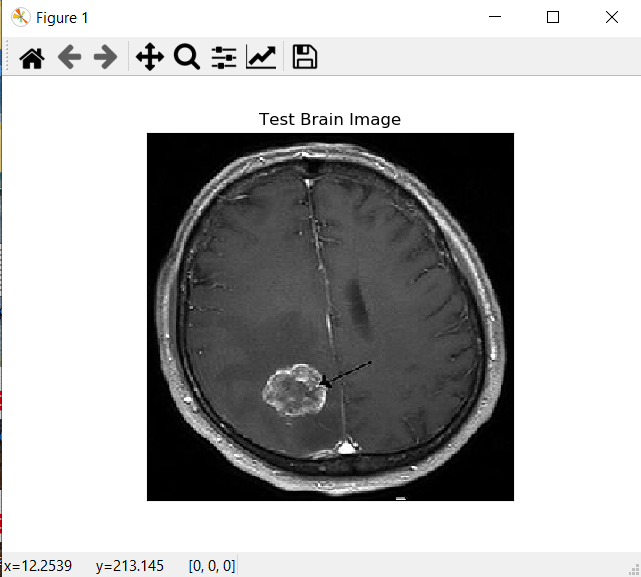 Figure 1
Test Brain Image
x=12.2539 y=213.145 [0, 0, 0]